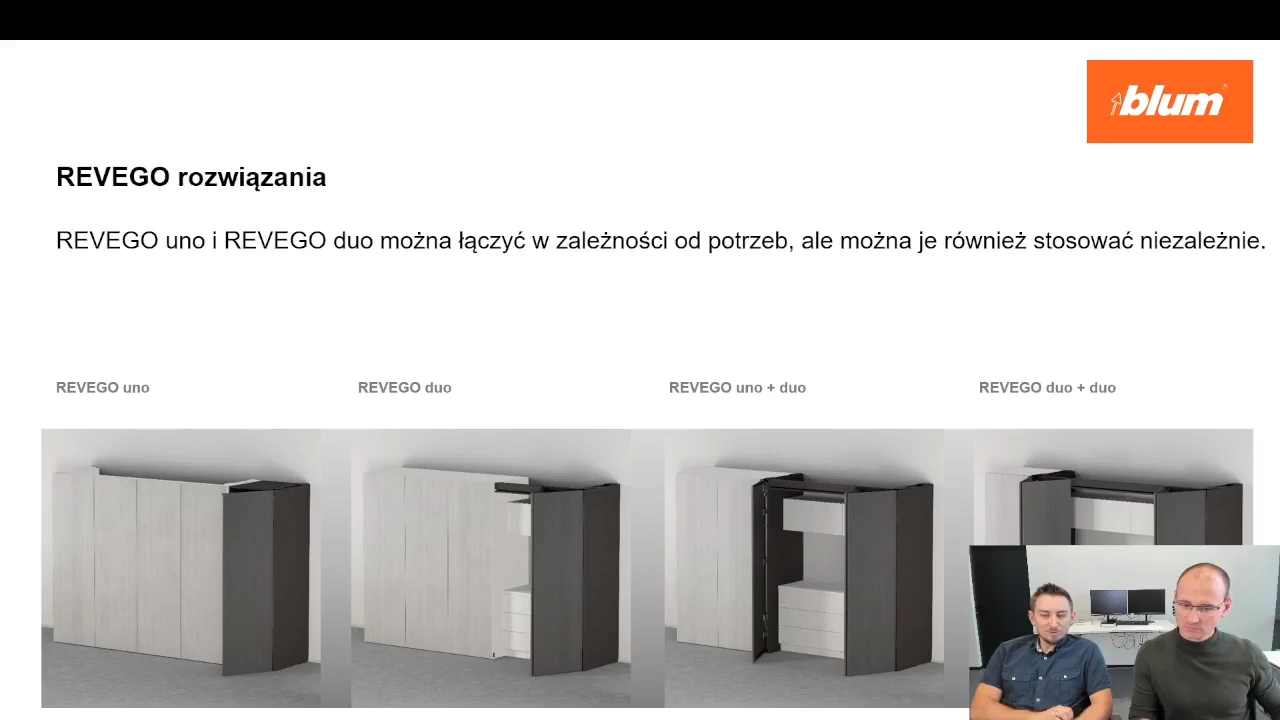 blum
REVEGO rozwiązania
REVEGO uno i REVEGO duo można łączyć w zależności od potrzeb, ale można je również stosować niezależnie.
REVEGO uno
REVEGO duo
REVEGO uno + duo
REVEGO duo + duo